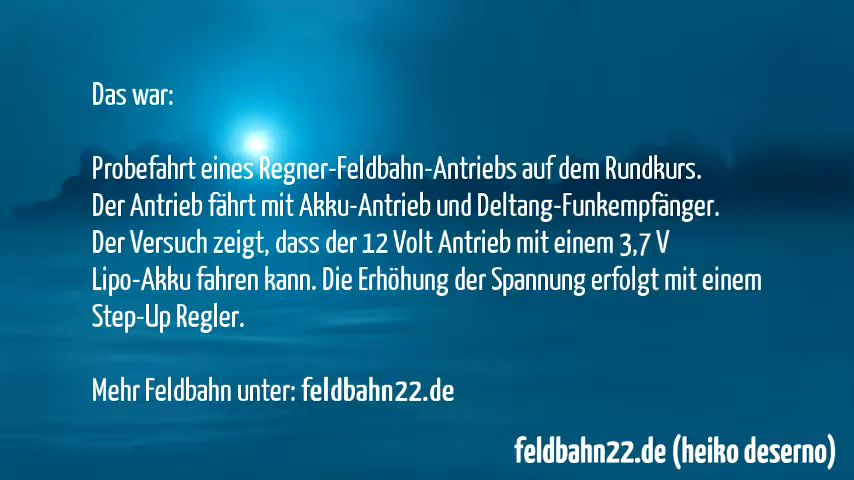 Das war:
Probefahrt eines Regner-Feldbahn-Antriebs auf dem Rundkurs.
Der Antrieb fährt mit Akku-Antrieb und Deltang-Funkempfänger.
Der Versuch zeigt, dass der 12 Volt Antrieb mit einem 3,7 V
Lipo-Akku fahren kann. Die Erhöhung der Spannung erfolgt mit einem
Step-Up Regler.
Mehr Feldbahn unter: feldbahn22.de
feldbahn22.de (heiko deserno)